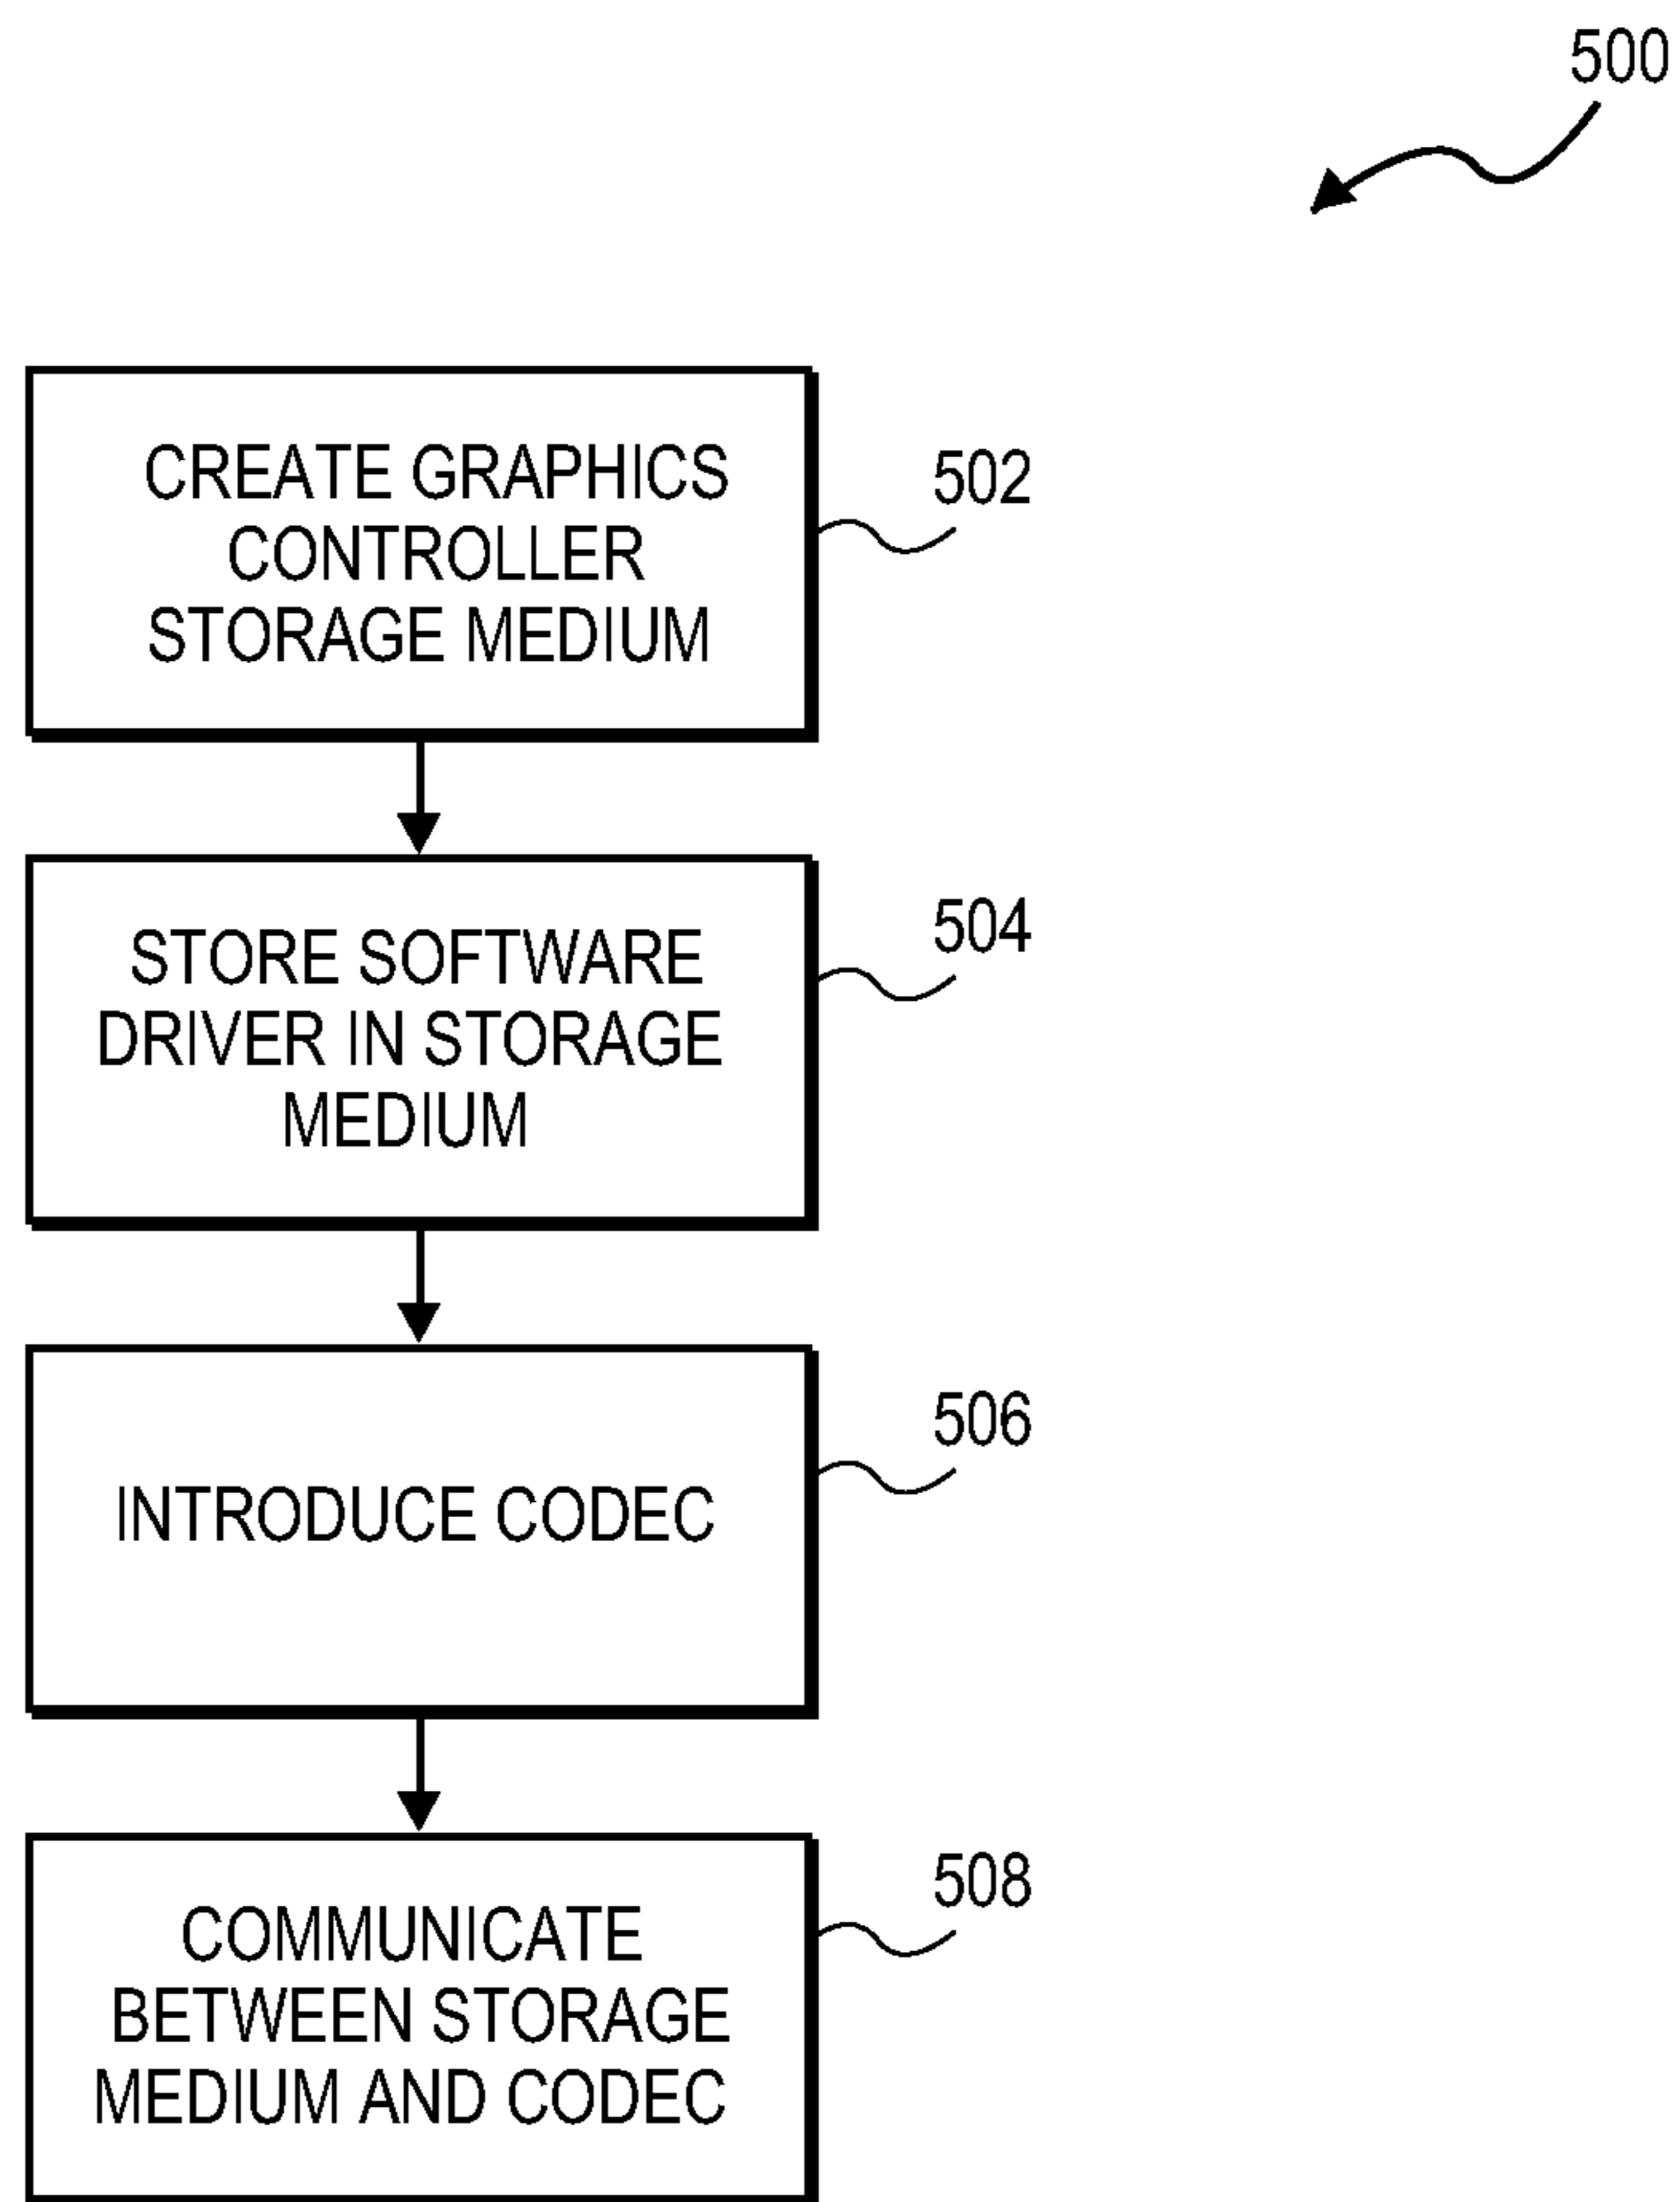 500
CREATE GRAPHICS
CONTROLLER
STORAGE MEDIUM
502
STORE SOFTWARE
DRIVER IN STORAGE
MEDIUM
504
INTRODUCE CODEC
506
COMMUNICATE
BETWEEN STORAGE
MEDIUM AND CODEC
508